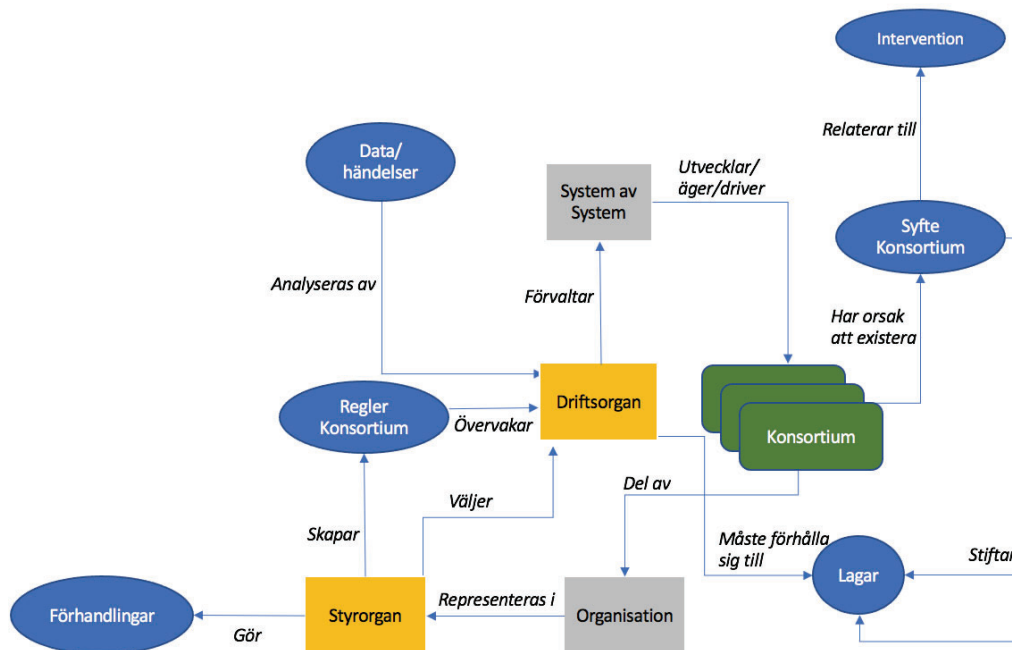 Intervention
Relaterar till
Data/
händelser
System av
System
Utvecklar/
äger/driver
Syfte
Konsortium
Analyseras av
Förvaltar
Har orsak
att existera
Regler
Konsortium
Övervakar
Driftsorgan
Konsortium
Skapar
Väljer
Del av
Måste förhålla
sig till
Lagar
Stiftar
Förhandlingar
Gör
Styrorgan
Representeras i
Organisation